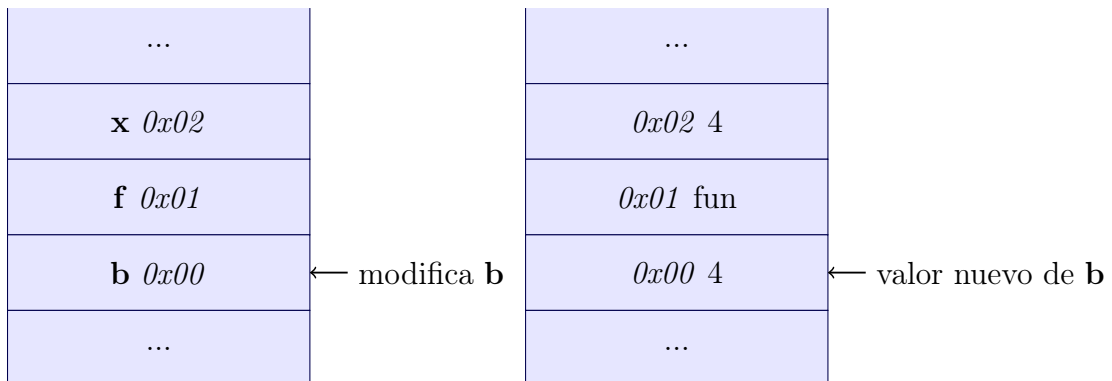 ...
x 0x02
f 0x01
b 0x00
modifica b
...
...
0x02 4
0x01 fun
0x00 4
valor nuevo de b
...